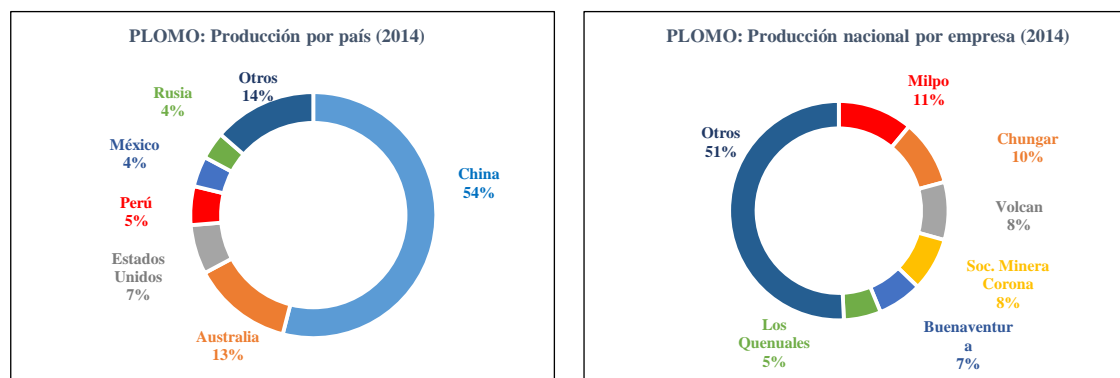 PLOMO: Producción por país (2014)
Otros
14%
Rusia
4%
México
4%
Perú
5%
Estados
Unidos
7%
Australia
13%
China
54%
PLOMO: Producción nacional por empresa (2014)
Milpo
11%
Chungar
10%
Volcan
8%
Soc. Minera
Corona
8%
Buenaventur
a
7%
Los
Quenuales
5%
Otros
51%